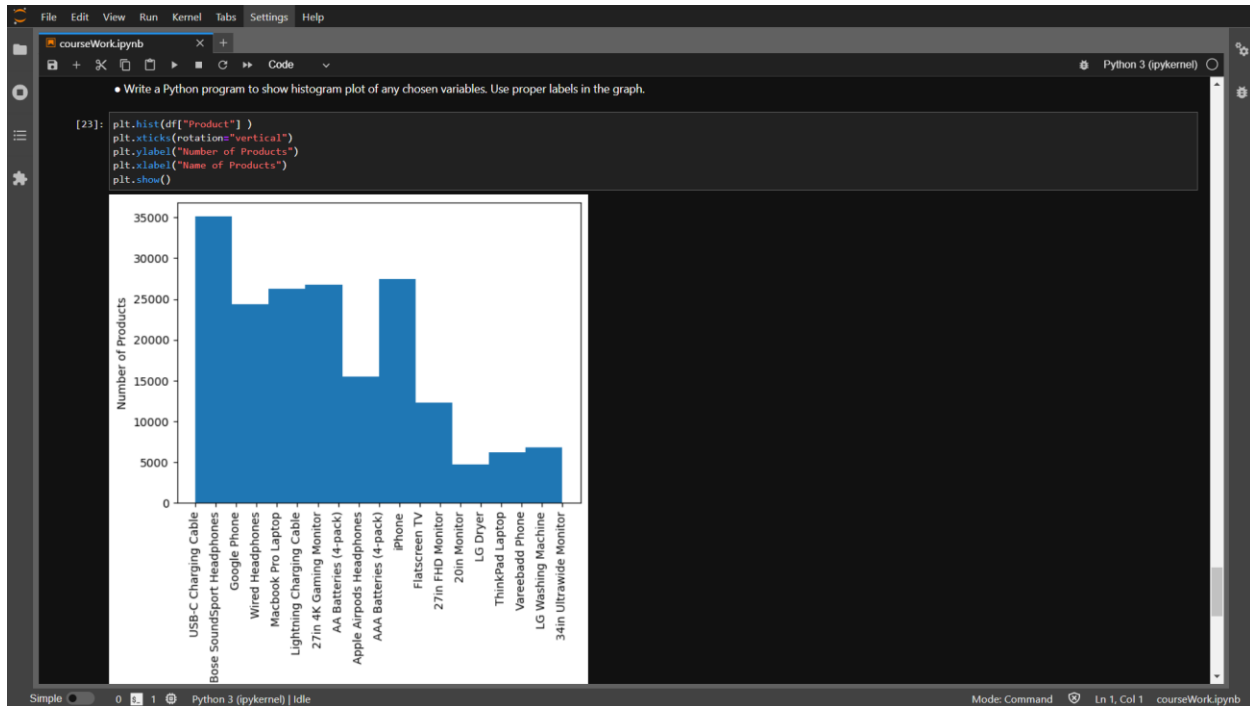 File Edit View Run Kernel Tabs Settings Help
courseWork.ipynb × +
Code
Python 3 (ipykernel)
• Write a Python program to show histogram plot of any chosen variables. Use proper labels in the graph.
[23]: plt.hist(df["Product"] )
plt.xticks(rotation="vertical")
plt.ylabel("Number of Products")
plt.xlabel("Name of Products")
plt.show()
35000
30000
25000
20000
15000
10000
5000
0
Number of Products
USB-C Charging Cable
Bose SoundSport Headphones
Google Phone
Wired Headphones
Macbook Pro Laptop
Lightning Charging Cable
27in 4K Gaming Monitor
AA Batteries (4-pack)
Apple Airpods Headphones
AAA Batteries (4-pack)
iPhone
Flatscreen TV
27in FHD Monitor
20in Monitor
LG Dryer
ThinkPad Laptop
Vareebadd Phone
LG Washing Machine
34in Ultrawide Monitor
Simple 0 1 Python 3 (ipykernel) | Idle
Mode: Command Ln 1, Col 1 courseWork.ipynb